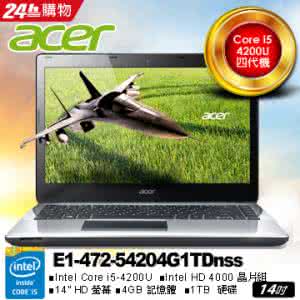 24h購物
acer
Core i5
4200U
四代機
acer
E1-472-54204G1TDnss
intel
CORE i5
■Intel Core i5-4200U ■Intel HD 4000 晶片組
■14" HD 螢幕 ■4GB 記憶體 ■1TB 硬碟
14吋